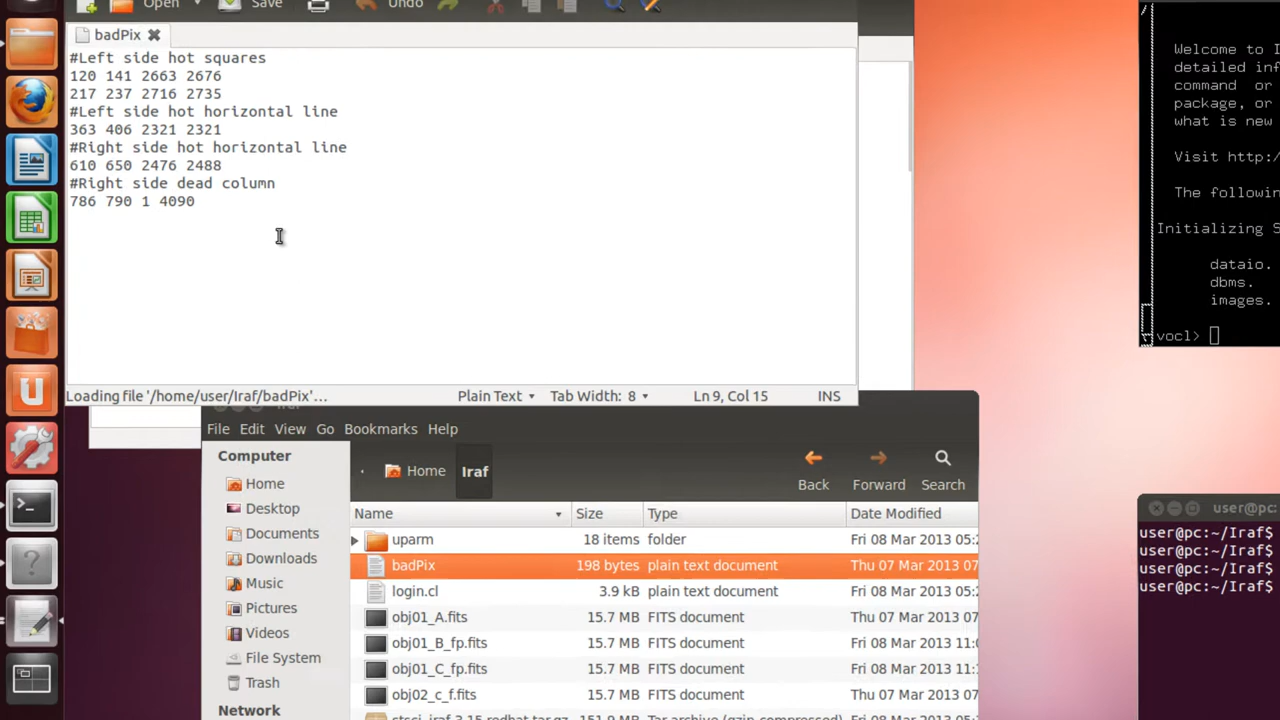 Open
Save
Undo
badPix
#Left side hot squares
120 141 2663 2676
217 237 2716 2735
#Left side hot horizontal line
363 406 2321 2321
#Right side hot horizontal line
610 650 2476 2488
#Right side dead column
786 790 1 4090
Loading file '/home/user/Iraf/badPix'...
Plain Text
Tab Width: 8
Ln 9, Col 15
INS
File Edit View Go Bookmarks Help
Computer
Home
Desktop
Documents
Downloads
Music
Pictures
Videos
File System
Trash
Network
Home
Iraf
Back
Forward
Search
Name Size Type Date Modified
uparm 18 items folder Fri 08 Mar 2013 05:
badPix 198 bytes plain text document Thu 07 Mar 2013 07
login.cl 3.9 kB plain text document Fri 08 Mar 2013 05:
obj01_A.fits 15.7 MB FITS document Thu 07 Mar 2013 07
obj01_B_fp.fits 15.7 MB FITS document Fri 08 Mar 2013 11:
obj01_C_fp.fits 15.7 MB FITS document Fri 08 Mar 2013 11:
obj02_c_f.fits 15.7 MB FITS document Thu 07 Mar 2013 07
Welcome to I
detailed inf
command or
package, or
what is new
Visit http:/
The followin
Initializing S
dataio.
dbms.
images.
vocl>
user@pc:
user@pc:~/Iraf$
user@pc:~/Iraf$
user@pc:~/Iraf$
user@pc:~/Iraf$